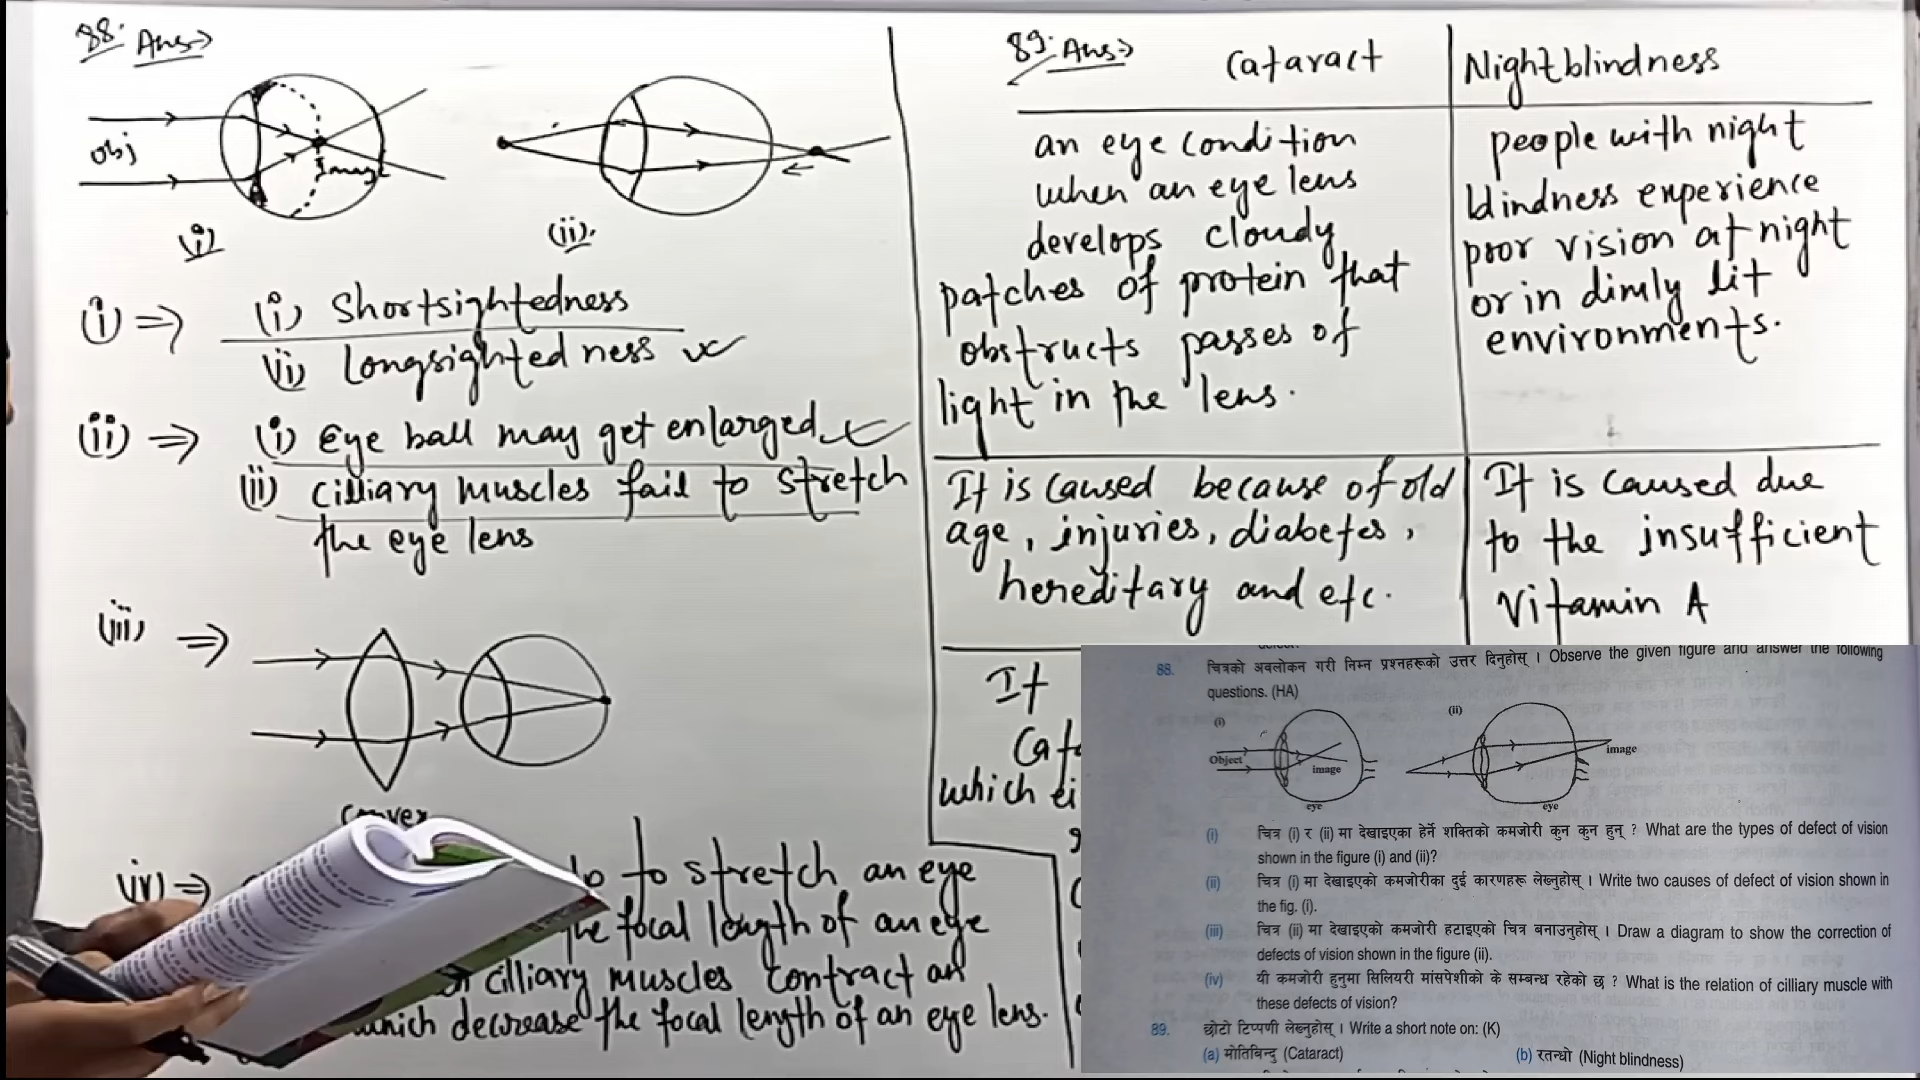 88. Ans→
Obj
Image
(i)
(ii).
(i) ⇒ (i) Shortsightedness
(ii) Longsightedness
(ii) ⇒ (i) Eye ball may get enlarged
(ii) cilliary muscles fail to stretch
the eye lens
(iii) ⇒
convex
(iv) ⇒
to stretch an eye
the focal length of an eye
cilliary muscles contract an
which decrease the focal length of an eye lens.
89. Ans→
Cataract
an eye condition
when an eye lens
develops cloudy
patches of protein that
obstructs passes of
light in the lens.
It is caused because of old
age, injuries, diabetes,
hereditary and etc.
It
which
Nightblindness
people with night
blindness experience
poor vision at night
or in dimly lit
environments.
It is caused due
to the insufficient
Vitamin A
88. चित्रको अवलोकन गरी निम्न प्रश्नहरूको उत्तर दिनुहोस् । Observe the given figure and answer the following
questions. (HA)
(i)
Object
image
eye
(ii)
image
eye
(i) चित्र (i) र (ii) मा देखाइएका हेर्ने शक्तिको कमजोरी कुन कुन हुन् ? What are the types of defect of vision
shown in the figure (i) and (ii)?
(ii) चित्र (i) मा देखाइएको कमजोरीका दुई कारणहरू लेख्नुहोस् । Write two causes of defect of vision shown in
the fig. (i).
(iii) चित्र (ii) मा देखाइएको कमजोरी हटाइएको चित्र बनाउनुहोस् । Draw a diagram to show the correction of
defects of vision shown in the figure (ii).
(iv) यी कमजोरी हुनुमा सिलियरी मांसपेशीको के सम्बन्ध रहेको छ ? What is the relation of cilliary muscle with
these defects of vision?
89. छोटो टिप्पणी लेख्नुहोस् । Write a short note on: (K)
(a) मोतिबिन्दु (Cataract)
(b) रतन्धो (Night blindness)